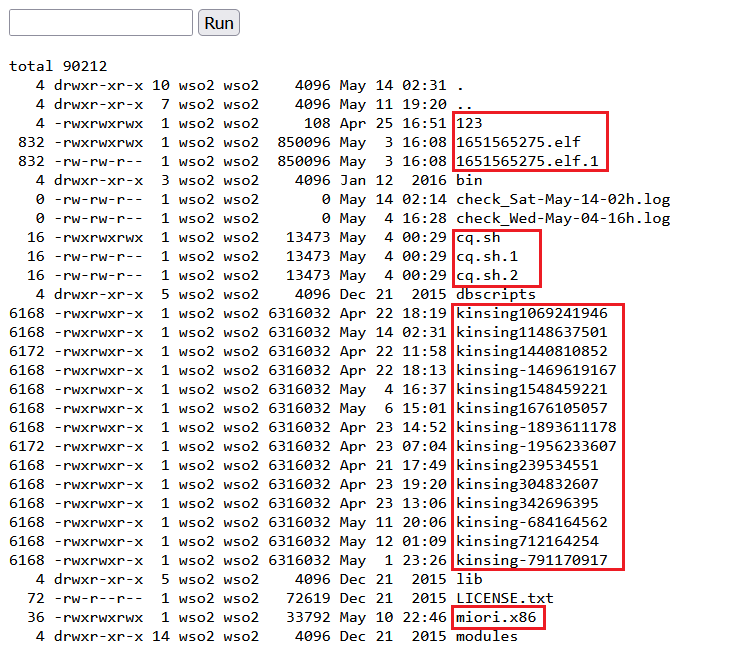 Run
total 90212
4 drwxr-xr-x 10 wso2 wso2 4096 May 14 02:31 .
4 drwxr-xr-x 7 wso2 wso2 4096 May 11 19:20 ..
4 -rwxrwxrwx 1 wso2 wso2 108 Apr 25 16:51 123
832 -rwxrwxrwx 1 wso2 wso2 850096 May 3 16:08 1651565275.elf
832 -rw-rw-r-- 1 wso2 wso2 850096 May 3 16:08 1651565275.elf.1
4 drwxr-xr-x 3 wso2 wso2 4096 Jan 12 2016 bin
0 -rw-rw-r-- 1 wso2 wso2 0 May 14 02:14 check_Sat-May-14-02h.log
0 -rw-rw-r-- 1 wso2 wso2 0 May 4 16:28 check_Wed-May-04-16h.log
16 -rwxrwxrwx 1 wso2 wso2 13473 May 4 00:29 cq.sh
16 -rw-rw-r-- 1 wso2 wso2 13473 May 4 00:29 cq.sh.1
16 -rw-rw-r-- 1 wso2 wso2 13473 May 4 00:29 cq.sh.2
4 drwxr-xr-x 5 wso2 wso2 4096 Dec 21 2015 dbscripts
6168 -rwxrwxr-x 1 wso2 wso2 6316032 Apr 22 18:19 kinsing1069241946
6168 -rwxrwxr-x 1 wso2 wso2 6316032 May 14 02:31 kinsing1148637501
6172 -rwxrwxr-x 1 wso2 wso2 6316032 Apr 22 11:58 kinsing1440810852
6168 -rwxrwxr-x 1 wso2 wso2 6316032 Apr 22 18:13 kinsing-1469619167
6168 -rwxrwxr-x 1 wso2 wso2 6316032 May 4 16:37 kinsing1548459221
6168 -rwxrwxr-x 1 wso2 wso2 6316032 May 6 15:01 kinsing1676105057
6168 -rwxrwxr-x 1 wso2 wso2 6316032 Apr 23 14:52 kinsing-1893611178
6172 -rwxrwxr-x 1 wso2 wso2 6316032 Apr 23 07:04 kinsing-1956233607
6168 -rwxrwxr-x 1 wso2 wso2 6316032 Apr 21 17:49 kinsing239534551
6168 -rwxrwxr-x 1 wso2 wso2 6316032 Apr 23 19:20 kinsing304832607
6168 -rwxrwxr-x 1 wso2 wso2 6316032 Apr 23 13:06 kinsing342696395
6168 -rwxrwxr-x 1 wso2 wso2 6316032 May 11 20:06 kinsing-684164562
6168 -rwxrwxr-x 1 wso2 wso2 6316032 May 12 01:09 kinsing712164254
6168 -rwxrwxr-x 1 wso2 wso2 6316032 May 1 23:26 kinsing-791170917
4 drwxr-xr-x 5 wso2 wso2 4096 Dec 21 2015 lib
72 -rw-r--r-- 1 wso2 wso2 72619 Dec 21 2015 LICENSE.txt
36 -rwxrwxrwx 1 wso2 wso2 33792 May 10 22:46 miori.x86
4 drwxr-xr-x 14 wso2 wso2 4096 Dec 21 2015 modules